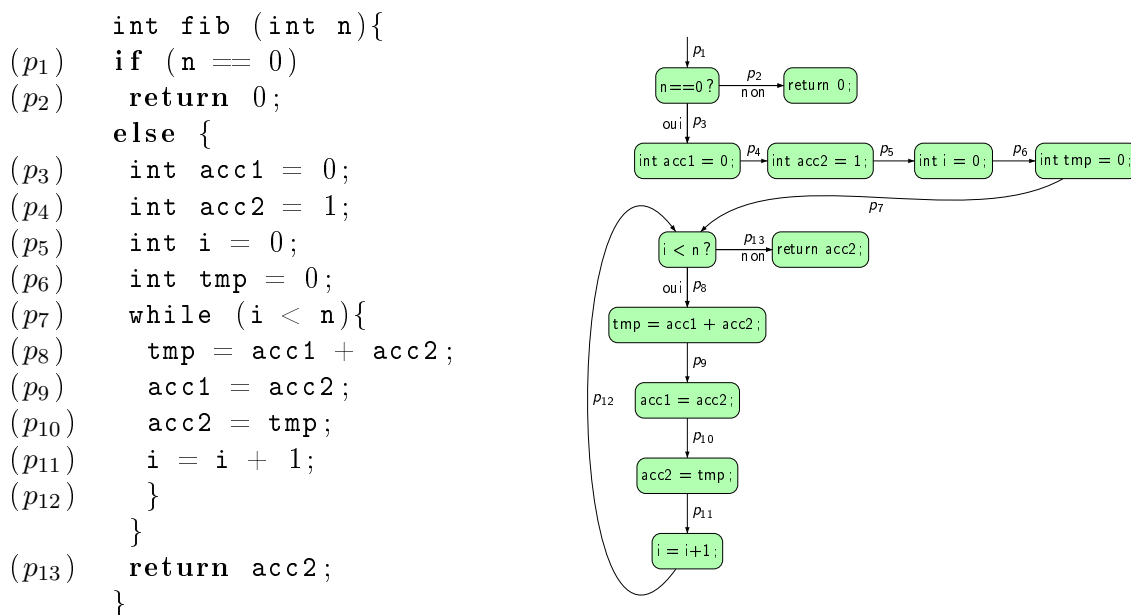 int fib (int n){
(p1) if (n == 0)
(p2) return 0;
else {
(p3) int acc1 = 0;
(p4) int acc2 = 1;
(p5) int i = 0;
(p6) int tmp = 0;
(p7) while (i < n){
(p8) tmp = acc1 + acc2;
(p9) acc1 = acc2;
(p10) acc2 = tmp;
(p11) i = i + 1;
(p12) }
}
(p13) return acc2;
}
p1
n==0?
p2
non
return 0;
oui p3
int acc1 = 0;
p4
int acc2 = 1;
p5
int i = 0;
p6
int tmp = 0;
p7
i < n?
p13
non
return acc2;
oui p8
tmp = acc1 + acc2;
p9
p12
acc1 = acc2;
p10
acc2 = tmp;
p11
i = i+1;